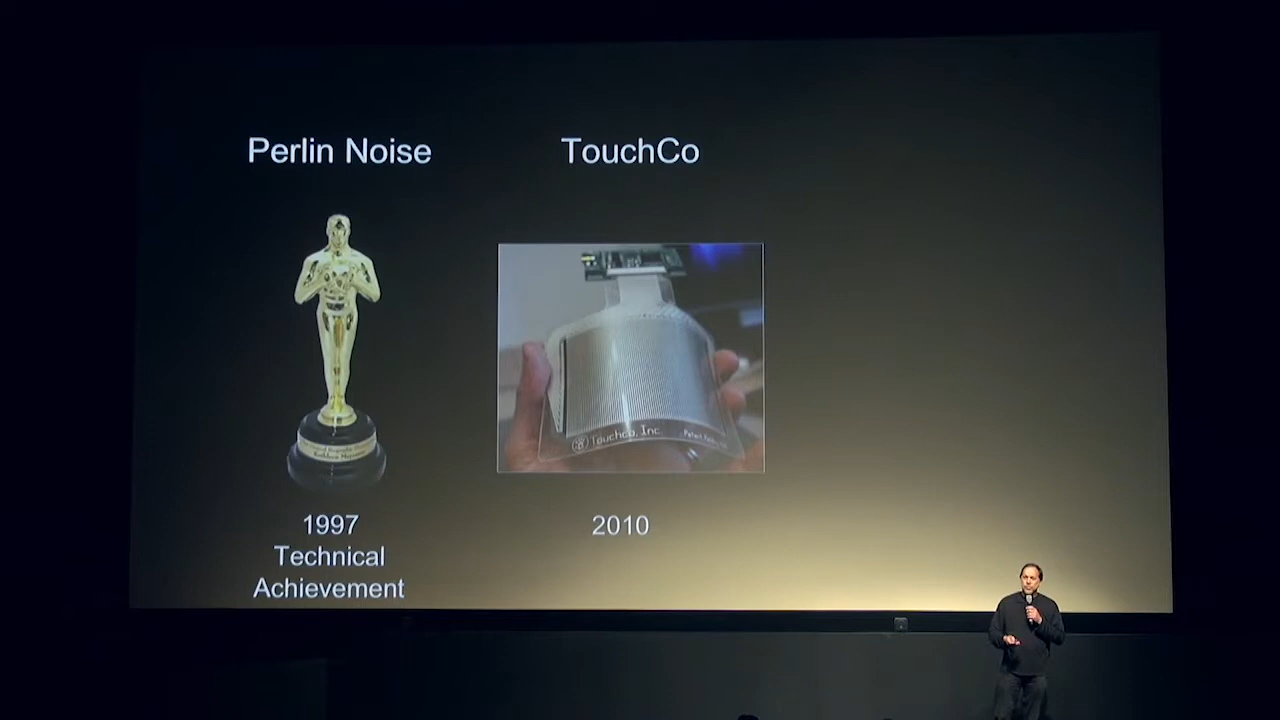 Perlin Noise
TouchCo
Touchco, Inc.
1997
Technical
Achievement
2010